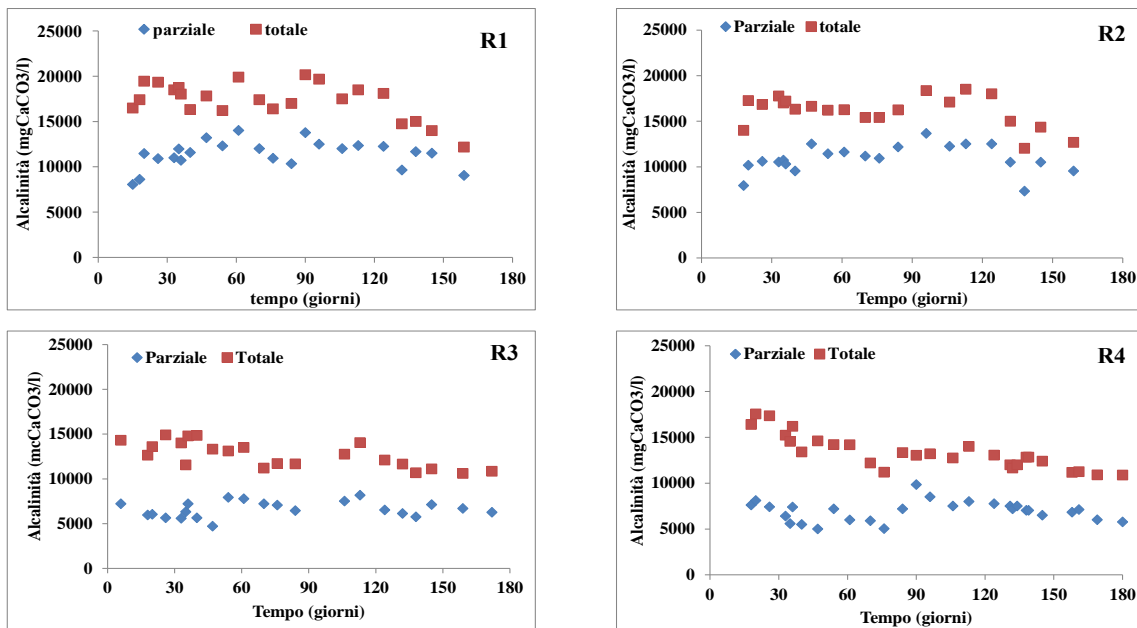 parziale totale
R1
25000
20000
15000
10000
5000
0
Alcalinità (mgCaCO3/l)
0 30 60 90 120 150 180
tempo (giorni)
Parziale totale
R2
25000
20000
15000
10000
5000
0
Alcalinità (mgCaCO3/l)
0 30 60 90 120 150 180
Tempo (giorni)
Parziale Totale
R3
25000
20000
15000
10000
5000
0
Alcalinità (mcCaCO3/l)
0 30 60 90 120 150 180
Tempo (giorni)
Parziale Totale
R4
25000
20000
15000
10000
5000
0
Alcalinità (mgCaCO3/l)
0 30 60 90 120 150 180
Tempo (giorni)